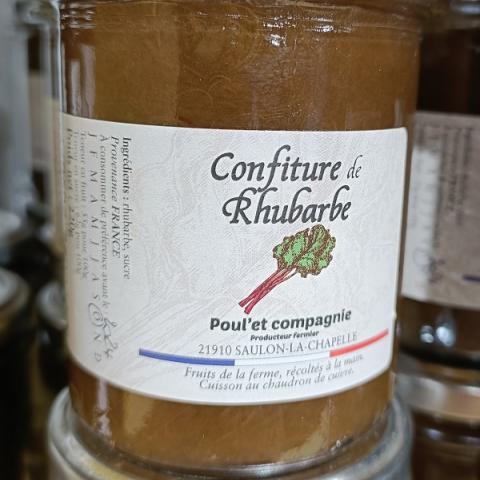 Confiture de
Rhubarbe
Poul'et compagnie
Producteur fermier
21910 SAULON-LA-CHAPELLE
Fruits de la ferme, récoltés à la main.
Cuisson au chaudron de cuivre.
Ingrédients : rhubarbe, sucre
Provenance FRANCE
À consommer de préférence avant le
J F M A M J J A S O N D